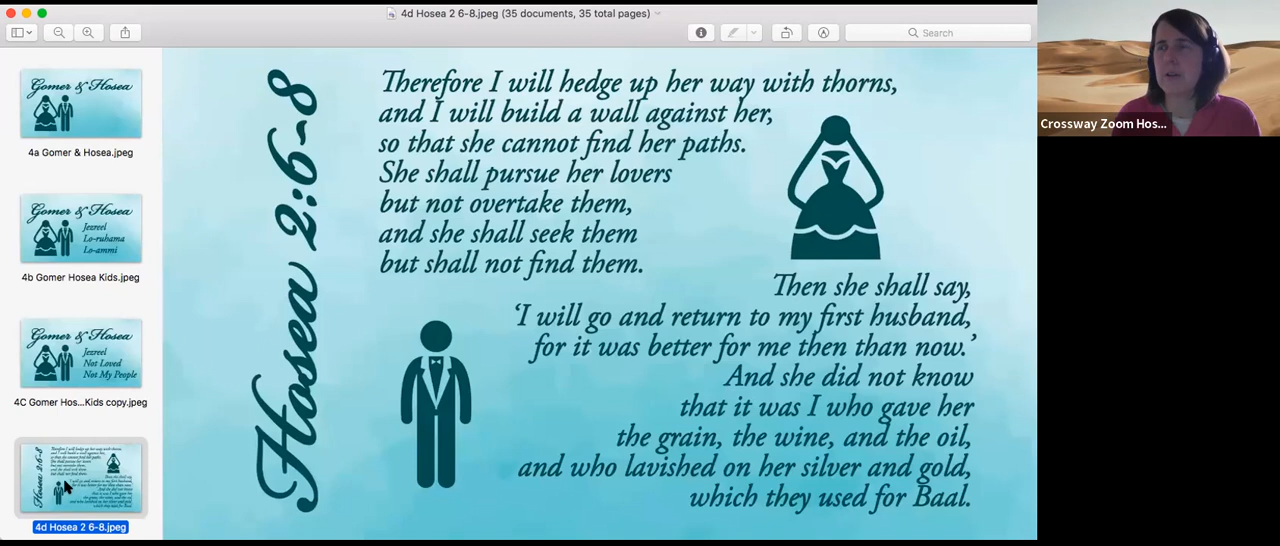 4d Hosea 2 6-8.jpeg (35 documents, 35 total pages)
Search
Gomer & Hosea
4a Gomer & Hosea.jpeg
Gomer & Hosea
Jezreel
Lo-ruhama
Lo-ammi
4b Gomer Hosea Kids.jpeg
Gomer & Hosea
Jezreel
Not Loved
Not My People
4C Gomer Hos...Kids copy.jpeg
4d Hosea 2 6-8.jpeg
Hosea 2:6-8
Therefore I will hedge up her way with thorns,
and I will build a wall against her,
so that she cannot find her paths.
She shall pursue her lovers
but not overtake them,
and she shall seek them
but shall not find them.
Then she shall say,
‘I will go and return to my first husband,
for it was better for me then than now.’
And she did not know
that it was I who gave her
the grain, the wine, and the oil,
and who lavished on her silver and gold,
which they used for Baal.
Crossway Zoom Hos...